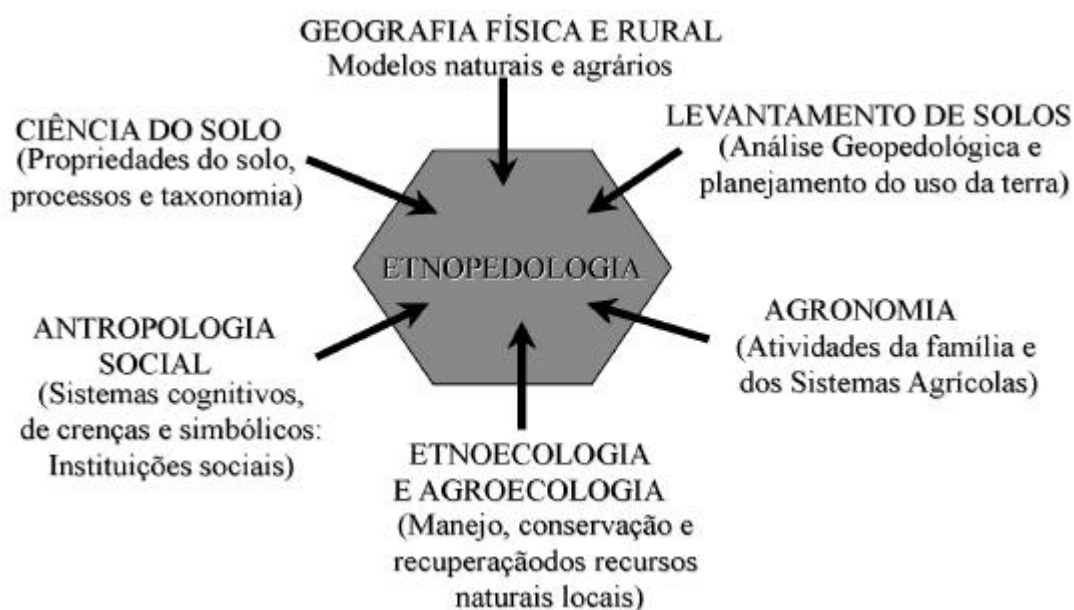 GEOGRAFIA FÍSICA E RURAL
Modelos naturais e agrários
CIÊNCIA DO SOLO
(Propriedades do solo,
processos e taxonomia)
LEVANTAMENTO DE SOLOS
(Análise Geopedológica e
planejamento do uso da terra)
ETNOPEDOLOGIA
ANTROPOLOGIA
SOCIAL
(Sistemas cognitivos,
de crenças e simbólicos:
Instituições sociais)
AGRONOMIA
(Atividades da família e
dos Sistemas Agrícolas)
ETNOECOLOGIA
E AGROECOLOGIA
(Manejo, conservação e
recuperaçãodos recursos
naturais locais)